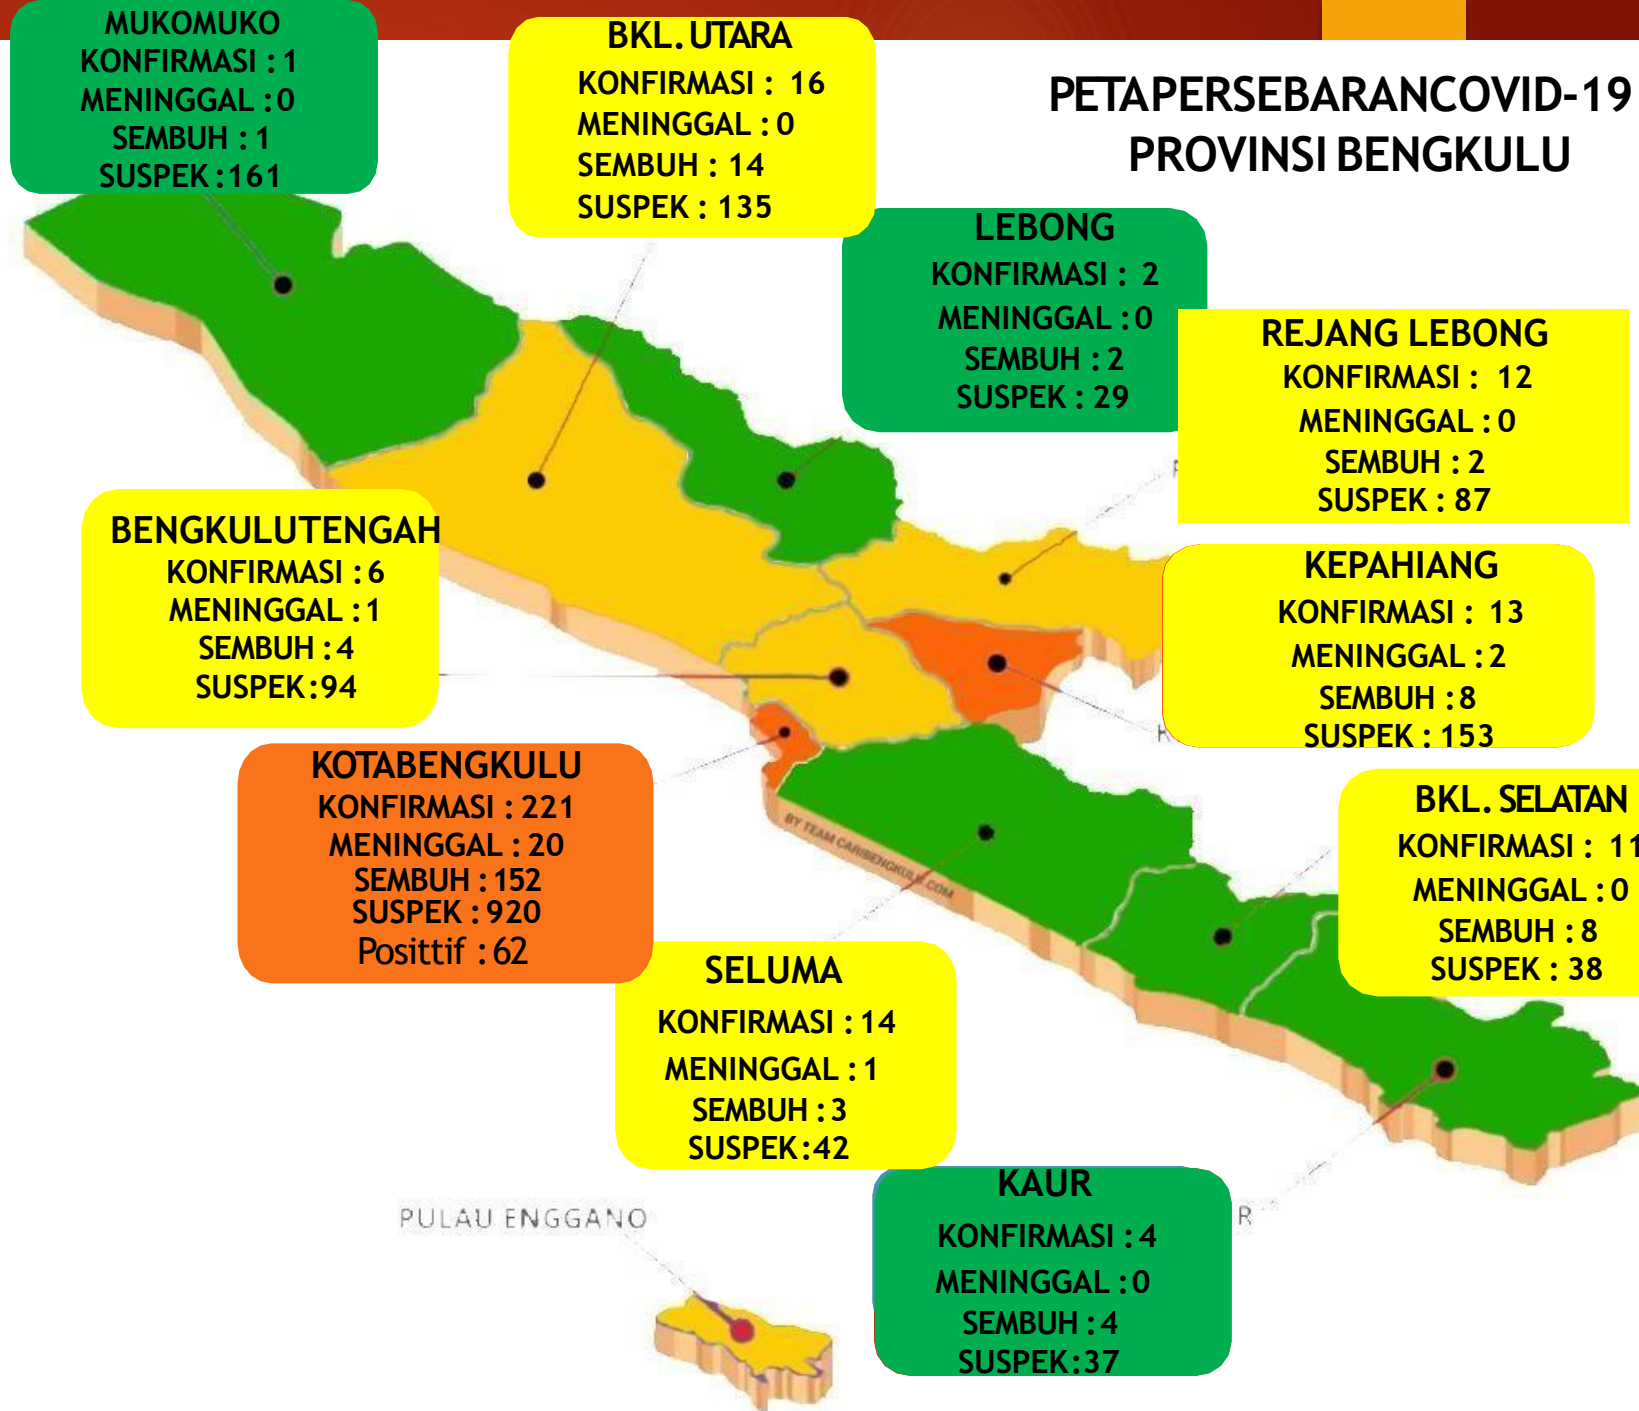 MUKOMUKO
KONFIRMASI : 1
MENINGGAL : 0
SEMBUH : 1
SUSPEK : 161
BKL. UTARA
KONFIRMASI : 16
MENINGGAL : 0
SEMBUH : 14
SUSPEK : 135
PETAPERSEBARANCOVID-19
PROVINSI BENGKULU
LEBONG
KONFIRMASI : 2
MENINGGAL : 0
SEMBUH : 2
SUSPEK : 29
REJANG LEBONG
KONFIRMASI : 12
MENINGGAL : 0
SEMBUH : 2
SUSPEK : 87
BENGKULUTENGAH
KONFIRMASI : 6
MENINGGAL : 1
SEMBUH : 4
SUSPEK : 94
KEPAHIANG
KONFIRMASI : 13
MENINGGAL : 2
SEMBUH : 8
SUSPEK : 153
KOTABENGKULU
KONFIRMASI : 221
MENINGGAL : 20
SEMBUH : 152
SUSPEK : 920
Posittif : 62
BKL. SELATAN
KONFIRMASI : 11
MENINGGAL : 0
SEMBUH : 8
SUSPEK : 38
BY TEAM CARIBENGKULU.COM
SELUMA
KONFIRMASI : 14
MENINGGAL : 1
SEMBUH : 3
SUSPEK : 42
KAUR
KONFIRMASI : 4
MENINGGAL : 0
SEMBUH : 4
SUSPEK : 37
PULAU ENGGANO
R